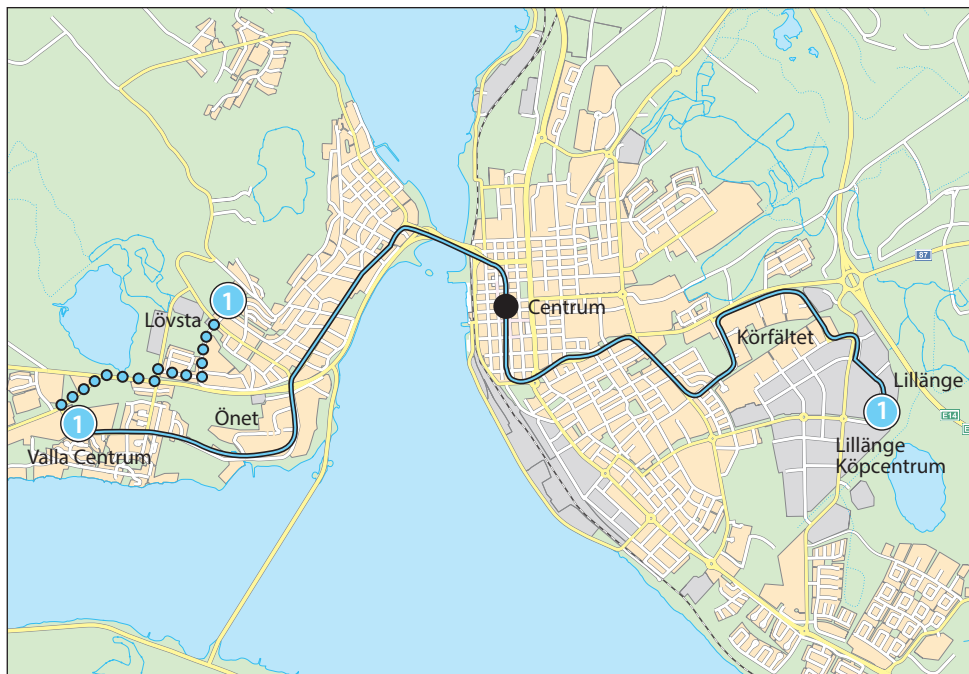 87
1
Lövsta
Centrum
Körfältet
Lillänge
1
1
Önet
E14
Valla Centrum
Lillänge
Köpcentrum